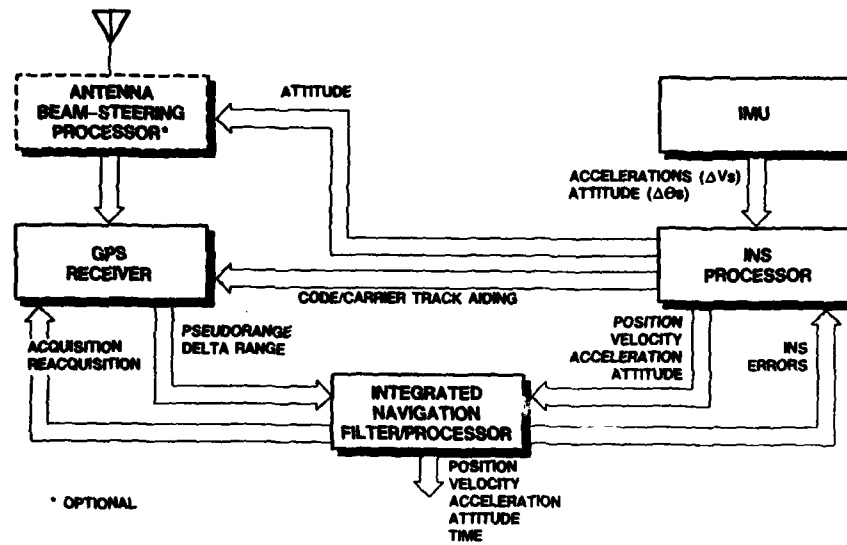 ANTENNA
BEAM-STEERING
PROCESSOR*
ATTITUDE
IMU
ACCELERATIONS (ΔVs)
ATTITUDE (ΔΘs)
GPS
RECEIVER
INS
PROCESSOR
CODE/CARRIER TRACK AIDING
ACQUISITION
REACQUISITION
PSEUDORANGE
DELTA RANGE
POSITION
VELOCITY
ACCELERATION
ATTITUDE
INS
ERRORS
INTEGRATED
NAVIGATION
FILTER/PROCESSOR
POSITION
VELOCITY
ACCELERATION
ATTITUDE
TIME
* OPTIONAL